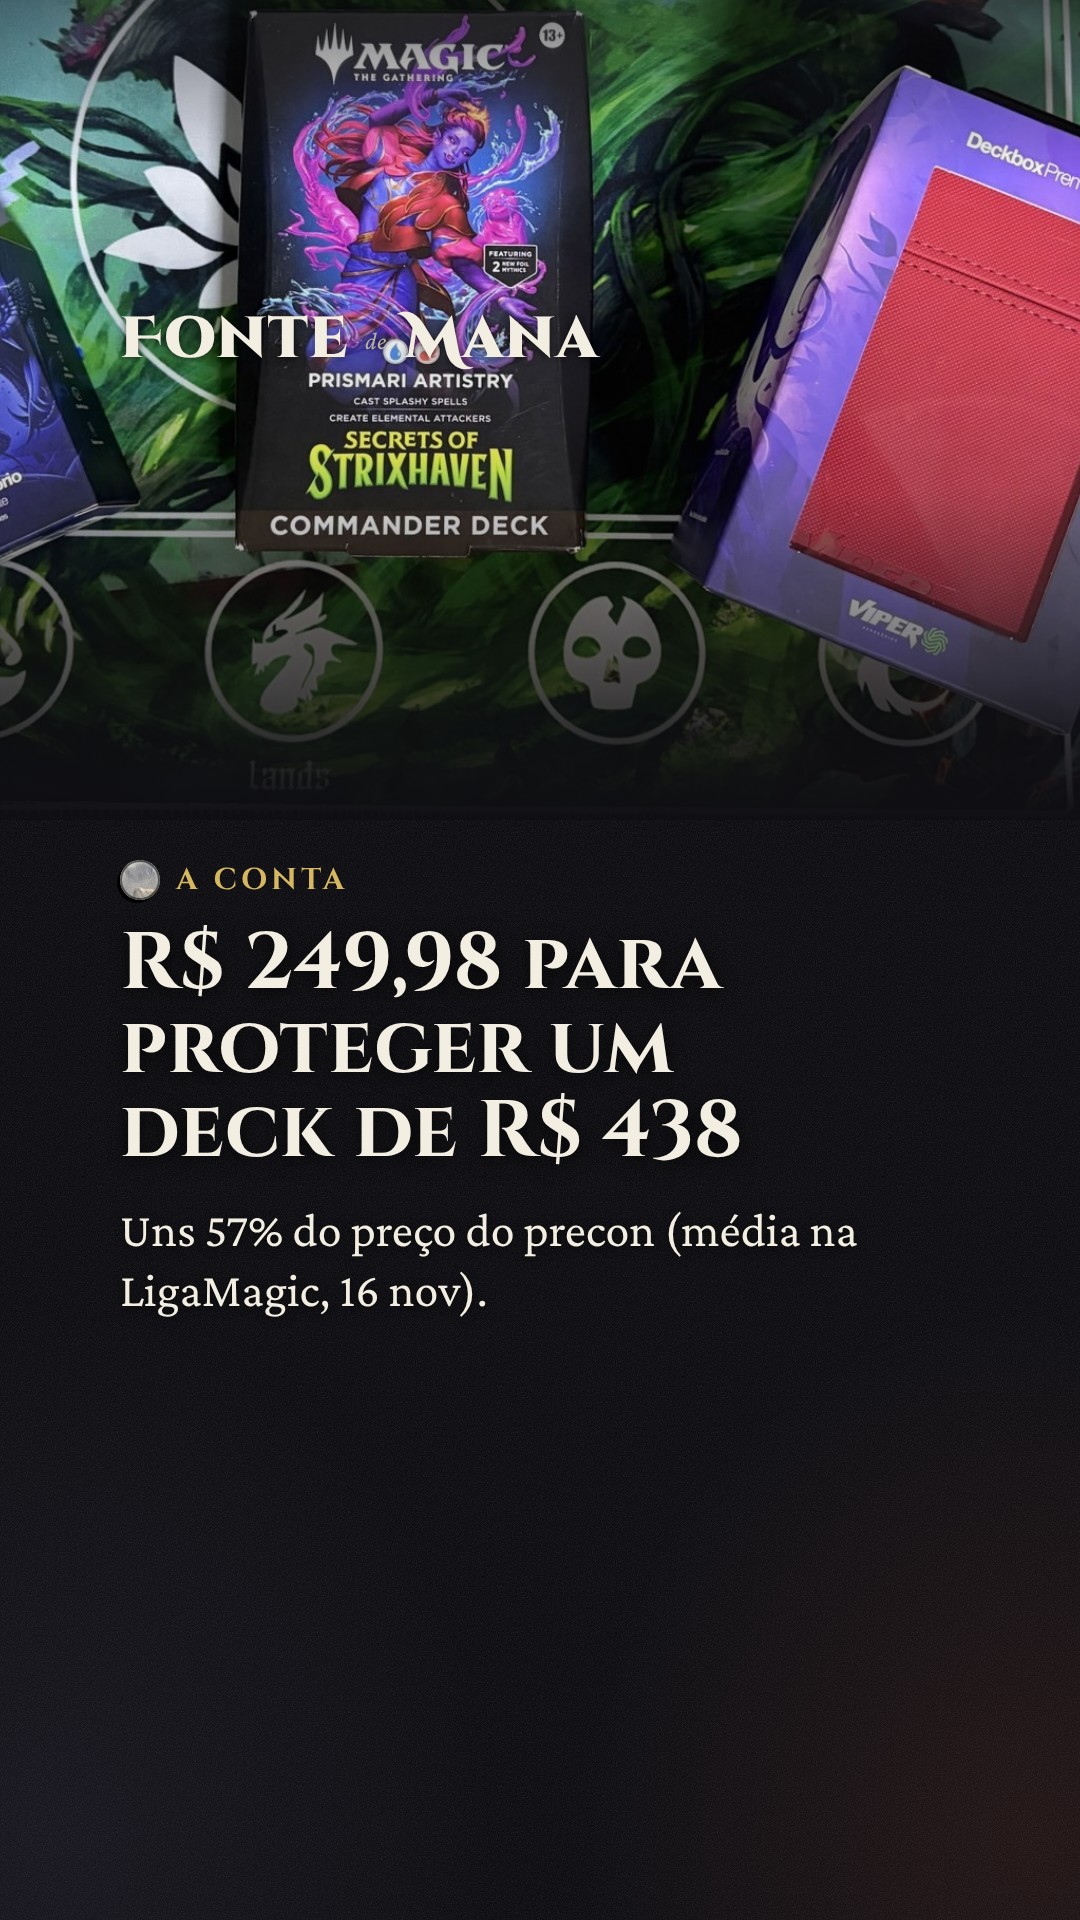 MAGIC
THE GATHERING
13+
DeckboxPrem
FEATURING
2 NEW FOIL MYTHICS
FONTE de MANA
PRISMARI ARTISTRY
CAST SPLASHY SPELLS
CREATE ELEMENTAL ATTACKERS
SECRETS OF
STRIXHAVEN
COMMANDER DECK
VIPER
lands
A CONTA
R$ 249,98 PARA
PROTEGER UM
DECK DE R$ 438
Uns 57% do preço do precon (média na
LigaMagic, 16 nov).